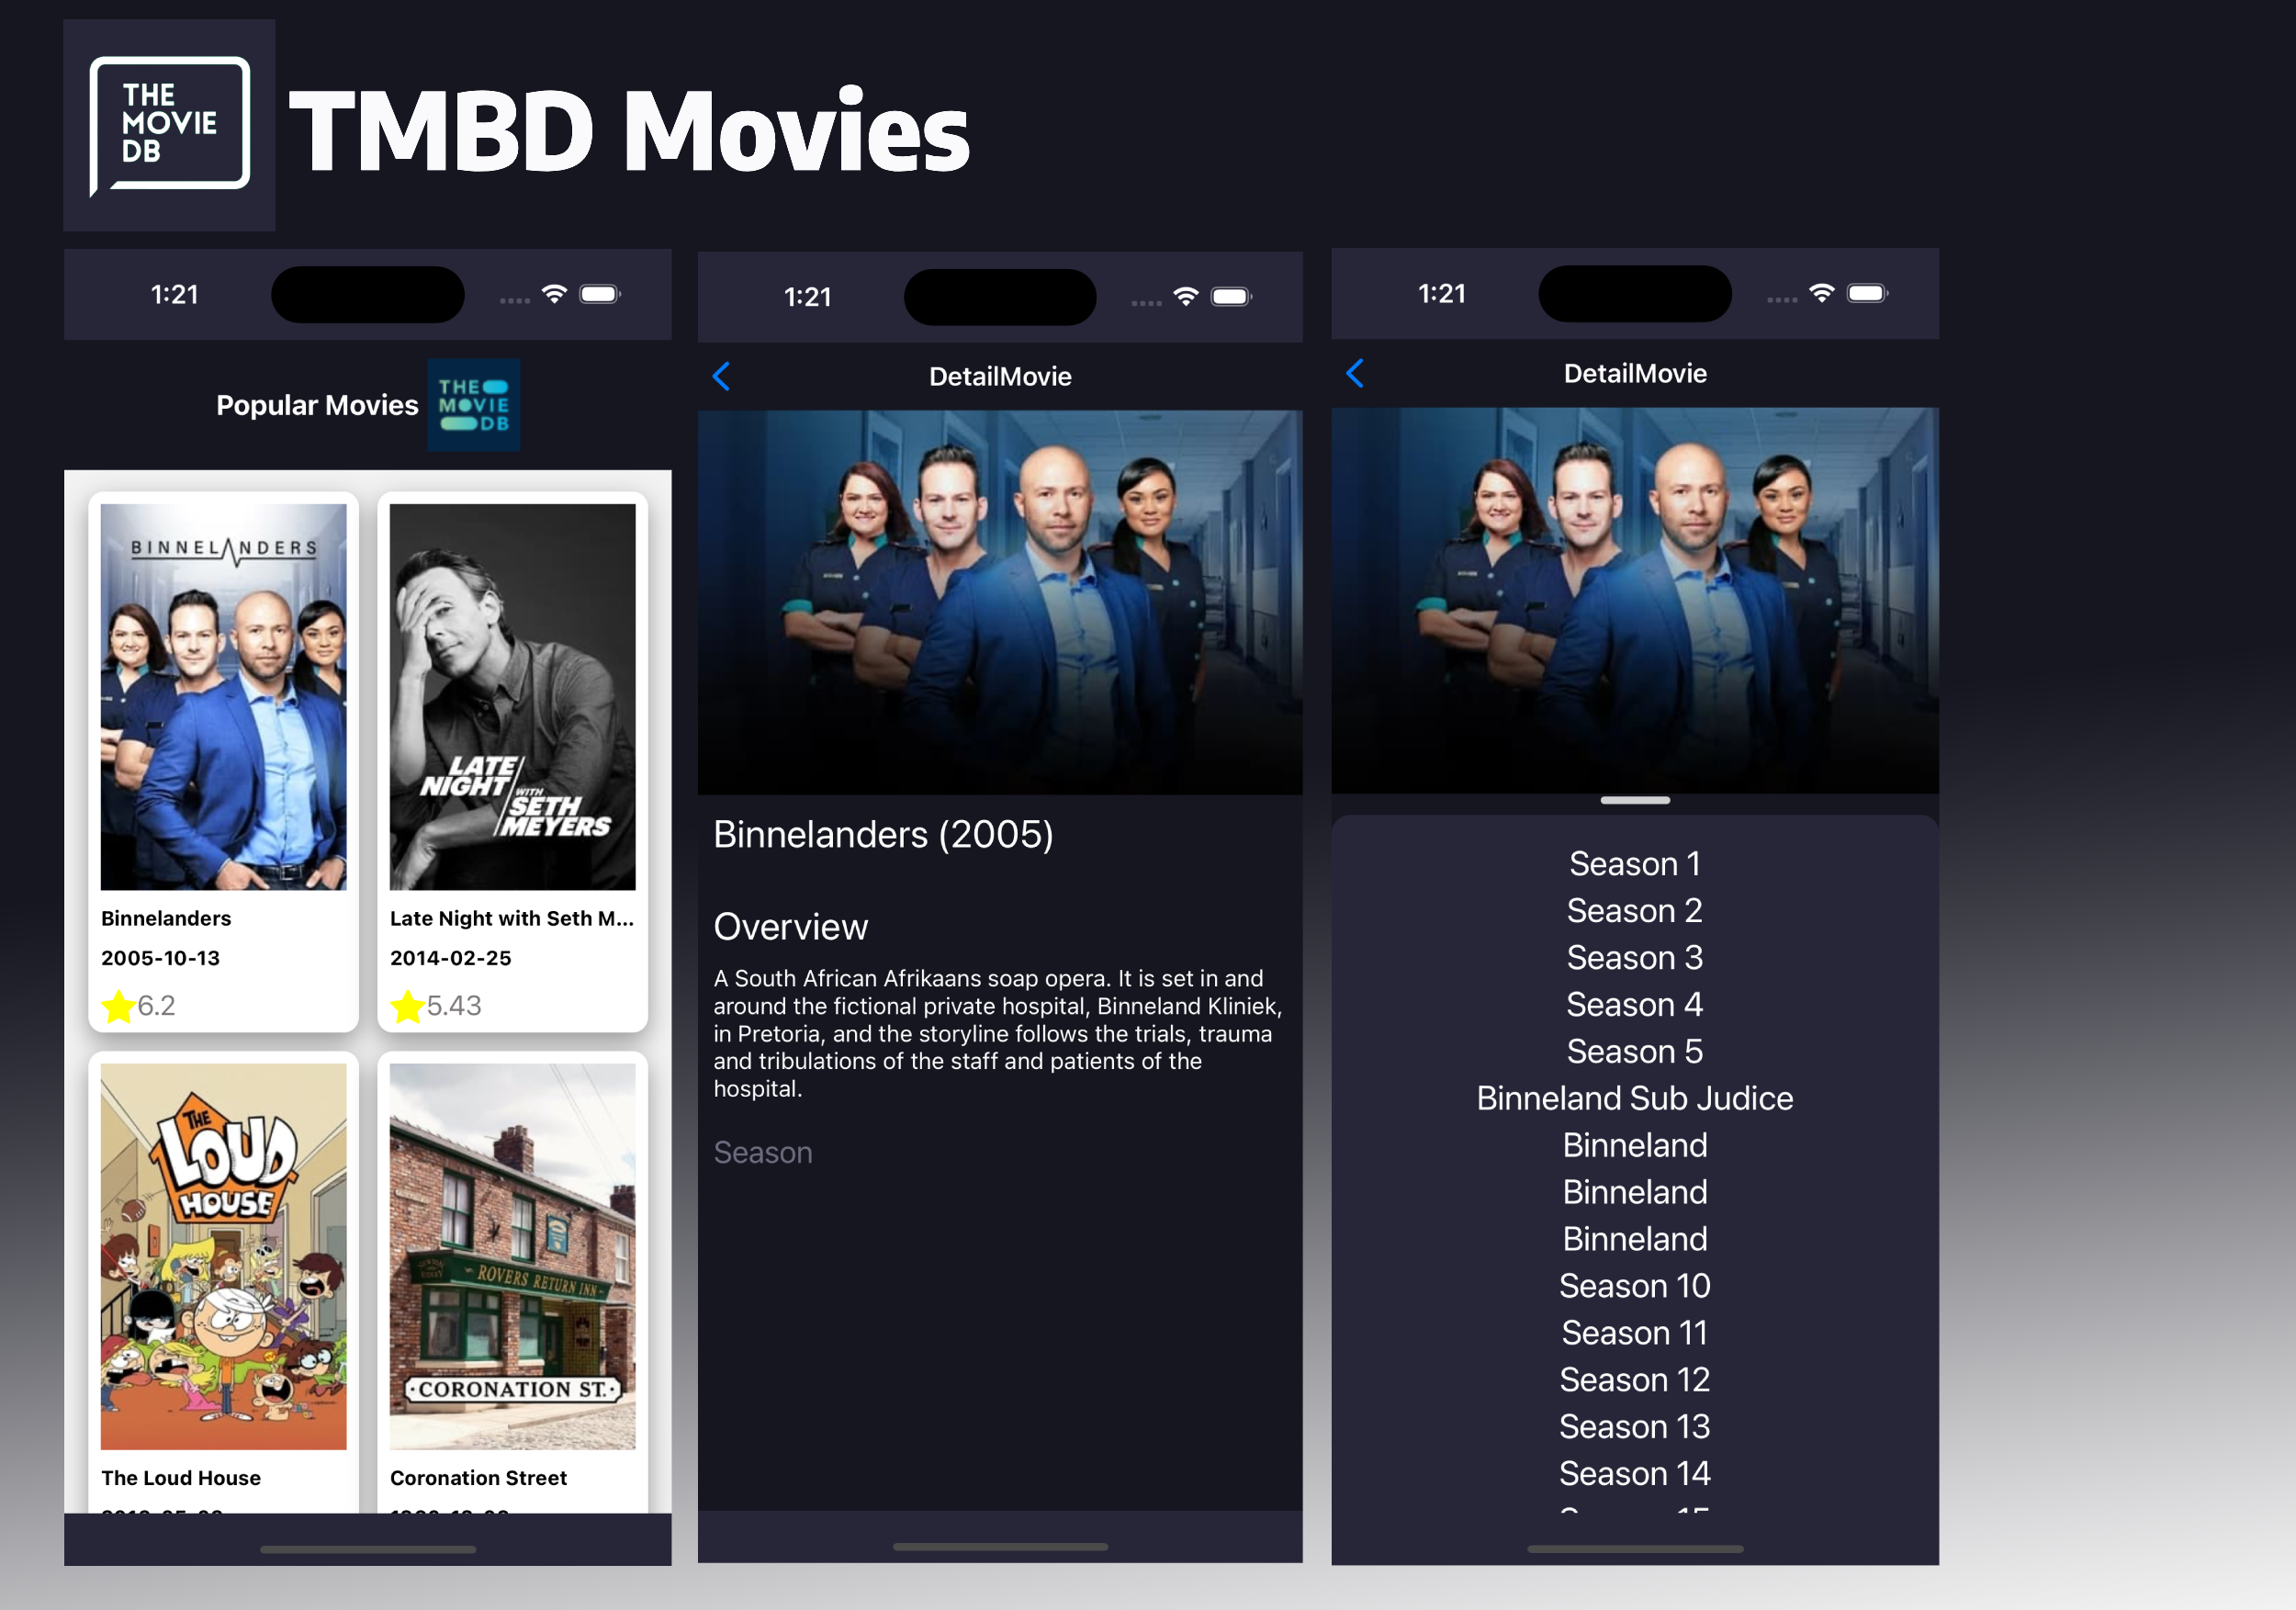 THE
MOVIE
DB
TMBD Movies
1:21
Popular Movies
THE
MOVIE
DB
BINNELANDERS
Binnelanders
2005-10-13
6.2
LATE
NIGHT
WITH
SETH
MEYERS
Late Night with Seth M...
2014-02-25
5.43
THE
LOUD
HOUSE
The Loud House
ROVERS RETURN INN
CORONATION ST.
Coronation Street
1:21
DetailMovie
Binnelanders (2005)
Overview
A South African Afrikaans soap opera. It is set in and
around the fictional private hospital, Binneland Kliniek,
in Pretoria, and the storyline follows the trials, trauma
and tribulations of the staff and patients of the
hospital.
Season
1:21
DetailMovie
Season 1
Season 2
Season 3
Season 4
Season 5
Binneland Sub Judice
Binneland
Binneland
Binneland
Season 10
Season 11
Season 12
Season 13
Season 14